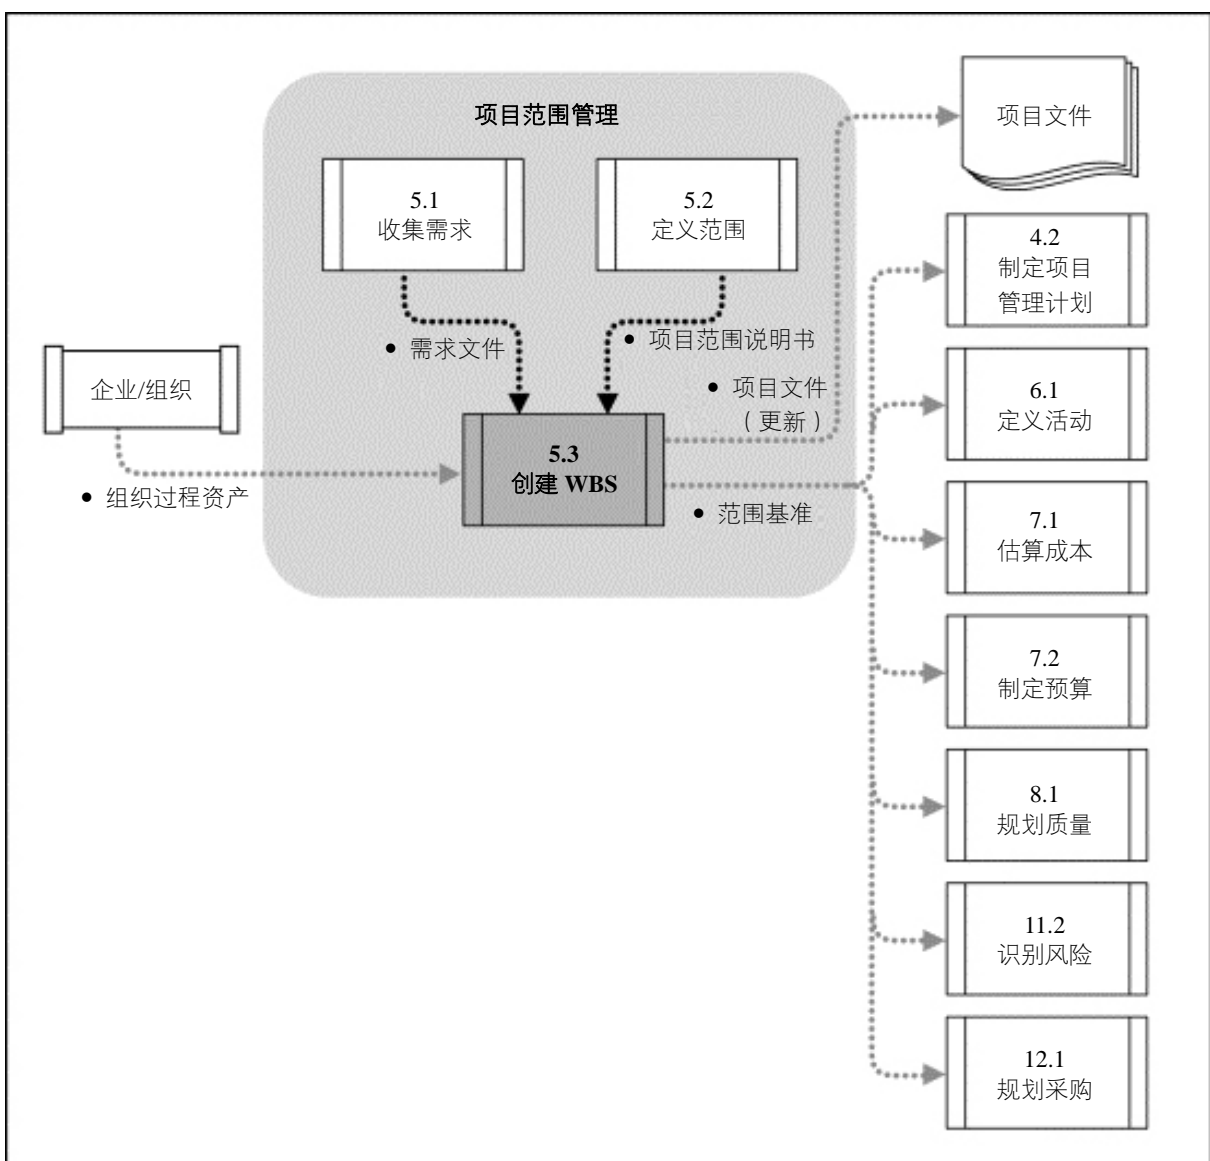 项目范围管理
项目文件
5.1
收集需求
5.2
定义范围
4.2
制定项目
管理计划
• 需求文件
• 项目范围说明书
企业/组织
• 项目文件
（更新）
6.1
定义活动
5.3
创建 WBS
• 组织过程资产
• 范围基准
7.1
估算成本
7.2
制定预算
8.1
规划质量
11.2
识别风险
12.1
规划采购